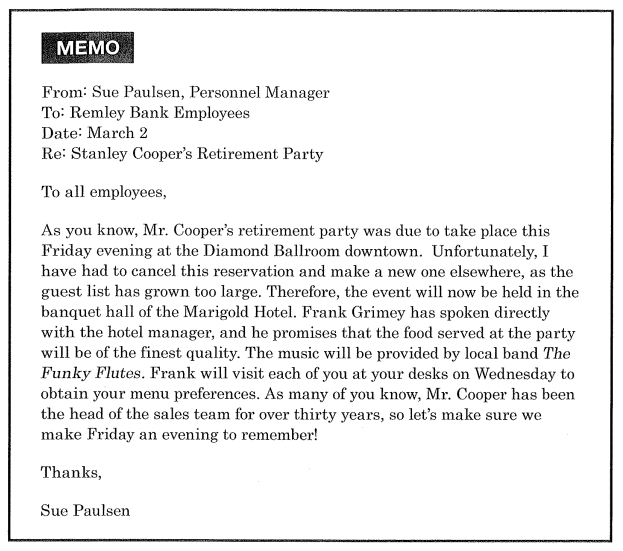 MEMO
From: Sue Paulsen, Personnel Manager
To: Remley Bank Employees
Date: March 2
Re: Stanley Cooper's Retirement Party
To all employees,
As you know, Mr. Cooper's retirement party was due to take place this
Friday evening at the Diamond Ballroom downtown. Unfortunately, I
have had to cancel this reservation and make a new one elsewhere, as the
guest list has grown too large. Therefore, the event will now be held in the
banquet hall of the Marigold Hotel. Frank Grimey has spoken directly
with the hotel manager, and he promises that the food served at the party
will be of the finest quality. The music will be provided by local band The
Funky Flutes. Frank will visit each of you at your desks on Wednesday to
obtain your menu preferences. As many of you know, Mr. Cooper has been
the head of the sales team for over thirty years, so let's make sure we
make Friday an evening to remember!
Thanks,
Sue Paulsen